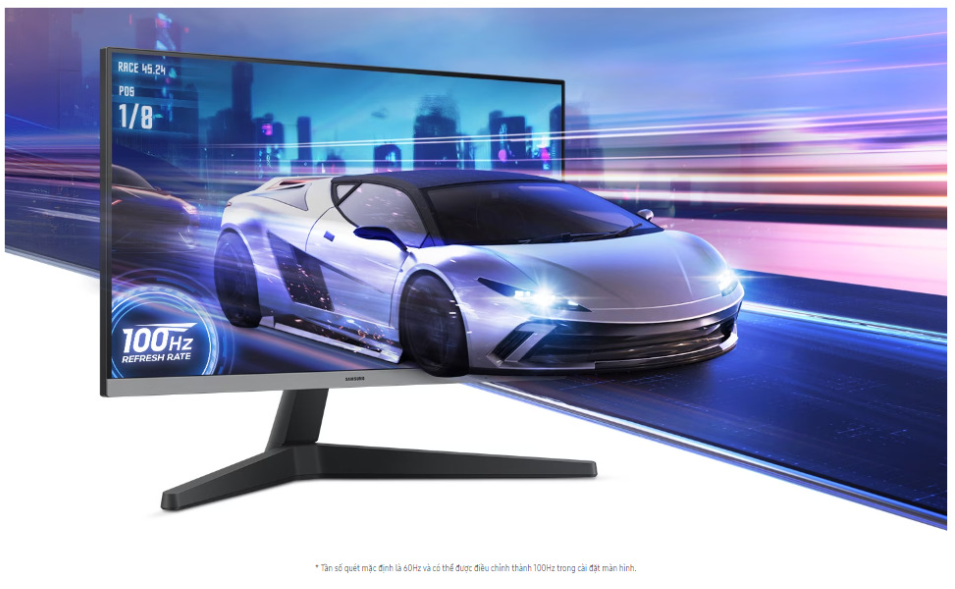 RACE 45.24
POS
1/8
100Hz
REFRESH RATE
SAMSUNG
* Tần số quét mặc định là 60Hz và có thể được điều chỉnh thành 100Hz trong cài đặt màn hình.